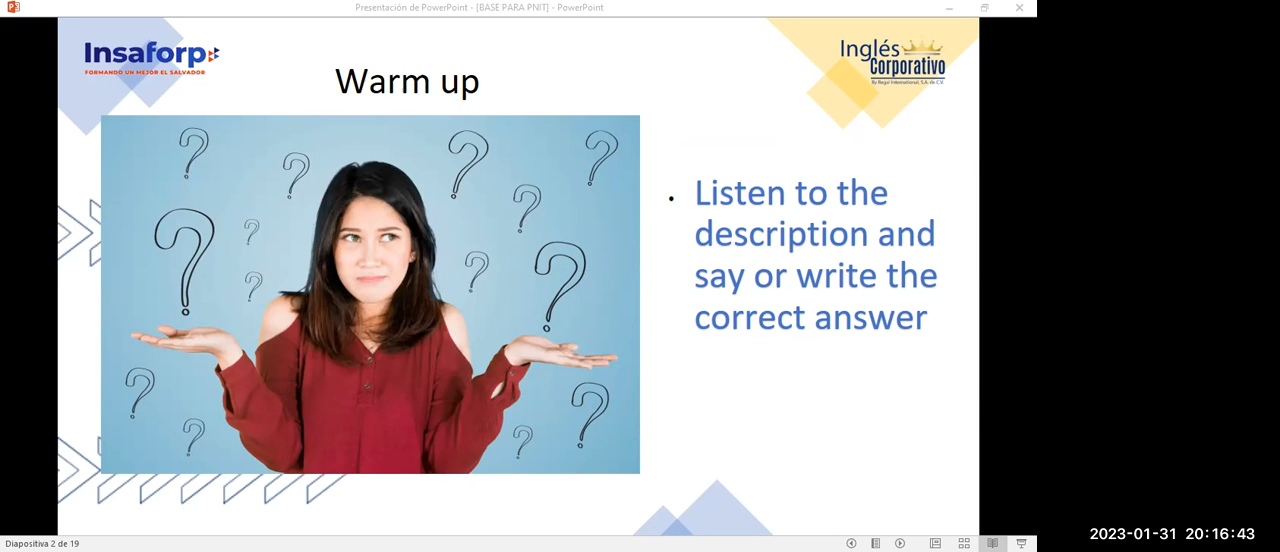 Presentación de PowerPoint - [BASE PARA PNIT] - PowerPoint
Insaforp
FORMANDO UN MEJOR EL SALVADOR
Inglés
Corporativo
By Regal International, S.A. de C.V.
Warm up
• Listen to the
description and
say or write the
correct answer
Diapositiva 2 de 19
2023-01-31 20:16:43